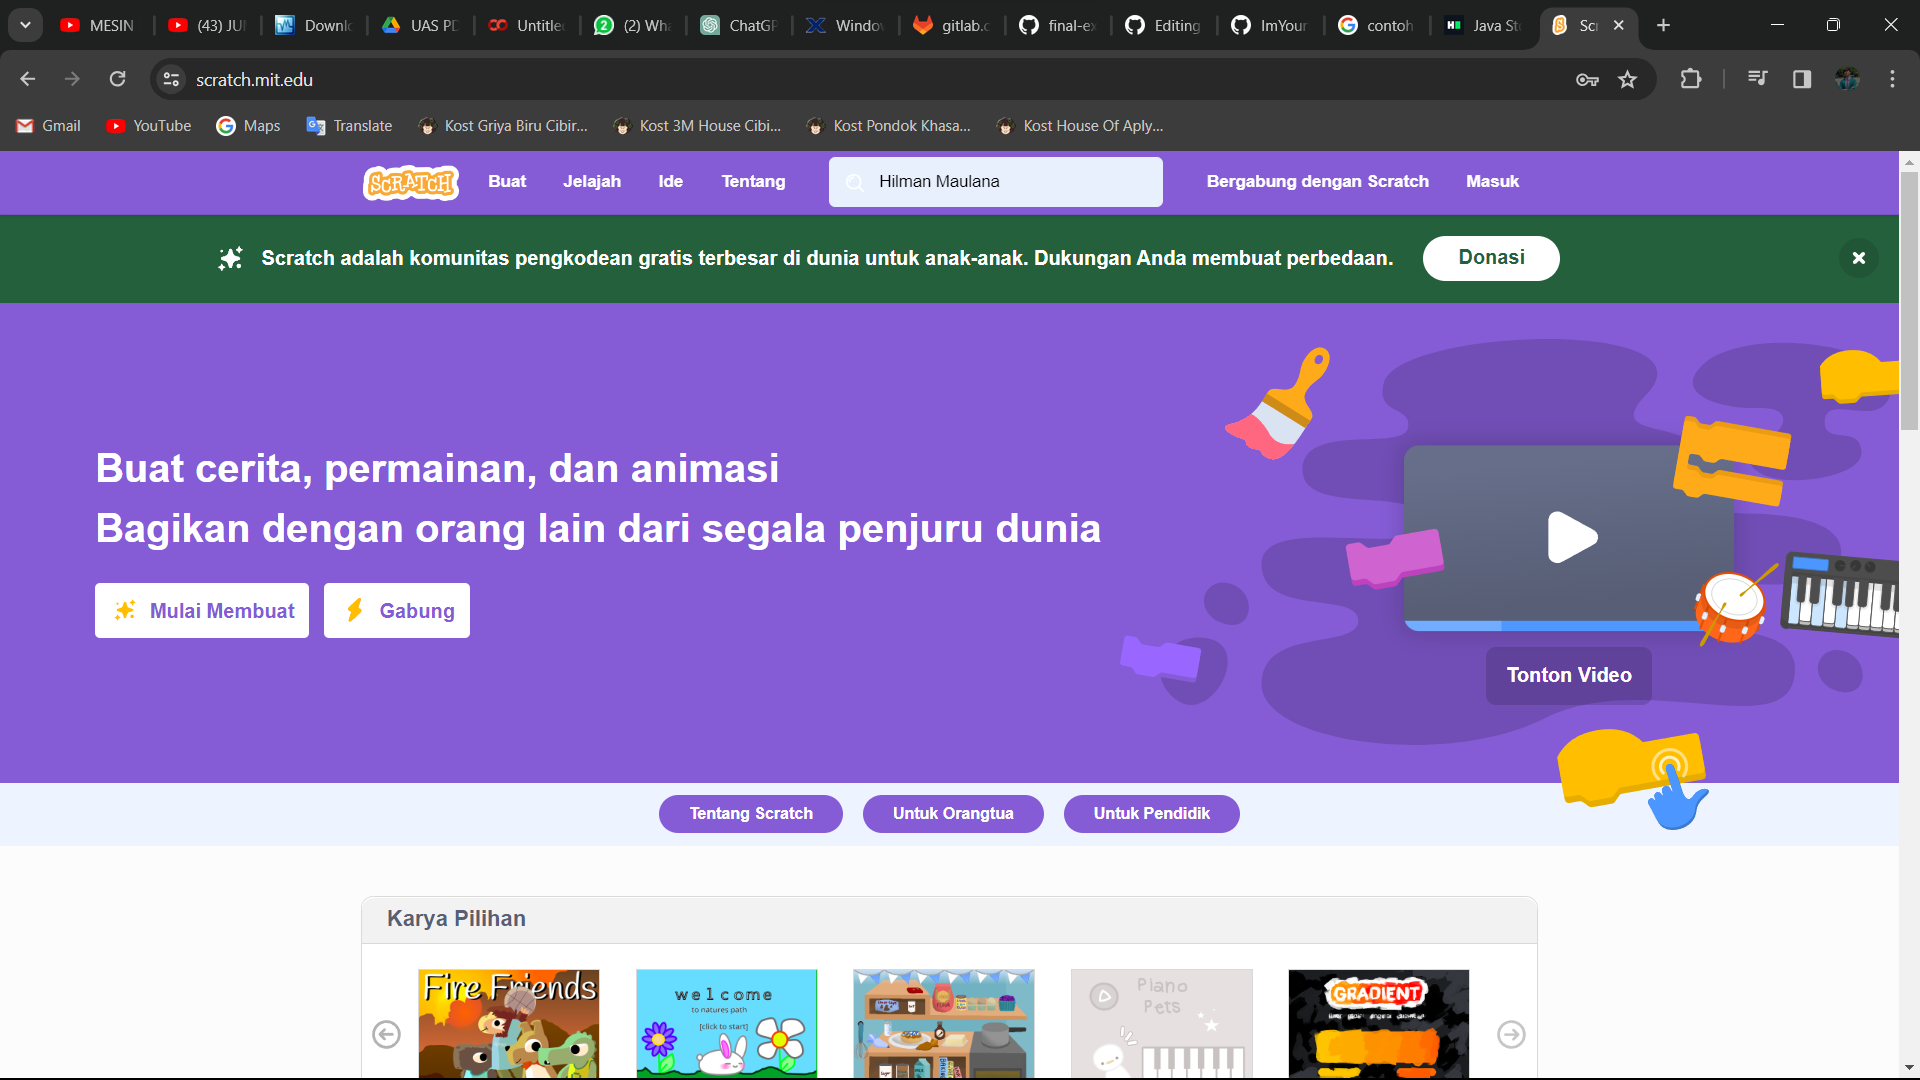 MESIN
(43) JU
Downlo
UAS PD
Untitle
(2) Wha
ChatGP
Window
gitlab.c
final-ex
Editing
ImYour
contoh
Java St
Scr
scratch.mit.edu
Gmail
YouTube
Maps
Translate
Kost Griya Biru Cibir...
Kost 3M House Cibi...
Kost Pondok Khasa...
Kost House Of Aply...
SCRATCH
Buat
Jelajah
Ide
Tentang
Hilman Maulana
Bergabung dengan Scratch
Masuk
Scratch adalah komunitas pengkodean gratis terbesar di dunia untuk anak-anak. Dukungan Anda membuat perbedaan.
Donasi
Buat cerita, permainan, dan animasi
Bagikan dengan orang lain dari segala penjuru dunia
Mulai Membuat
Gabung
Tonton Video
Tentang Scratch
Untuk Orangtua
Untuk Pendidik
Karya Pilihan
Fire Friends
welcome
to natures path
[click to start]
Piano
Pets
GRADIENT